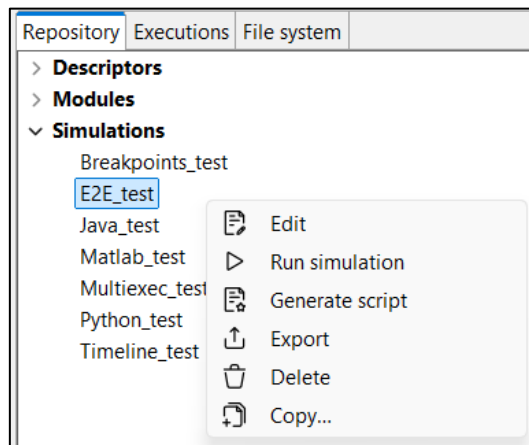 Repository Executions File system
Descriptors
Modules
Simulations
Breakpoints_test
E2E_test
Java_test
Matlab_test
Multiexec_test
Python_test
Timeline_test
Edit
Run simulation
Generate script
Export
Delete
Copy...